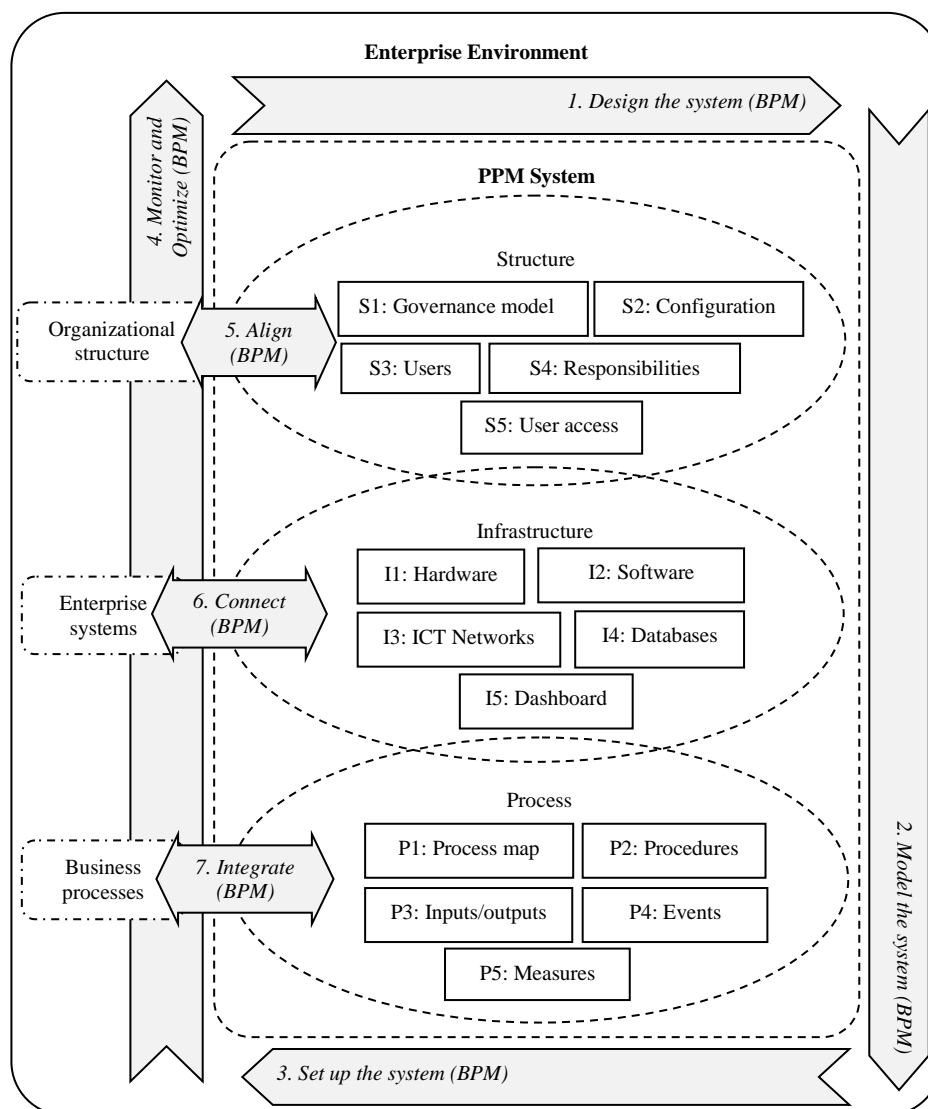 Enterprise Environment
1. Design the system (BPM)
4. Monitor and
Optimize (BPM)
PPM System
Structure
S1: Governance model
S2: Configuration
Organizational
structure
5. Align
(BPM)
S3: Users
S4: Responsibilities
S5: User access
Infrastructure
I1: Hardware
I2: Software
Enterprise
systems
6. Connect
(BPM)
I3: ICT Networks
I4: Databases
I5: Dashboard
Process
P1: Process map
P2: Procedures
Business
processes
7. Integrate
(BPM)
P3: Inputs/outputs
P4: Events
P5: Measures
2. Model the system (BPM)
3. Set up the system (BPM)